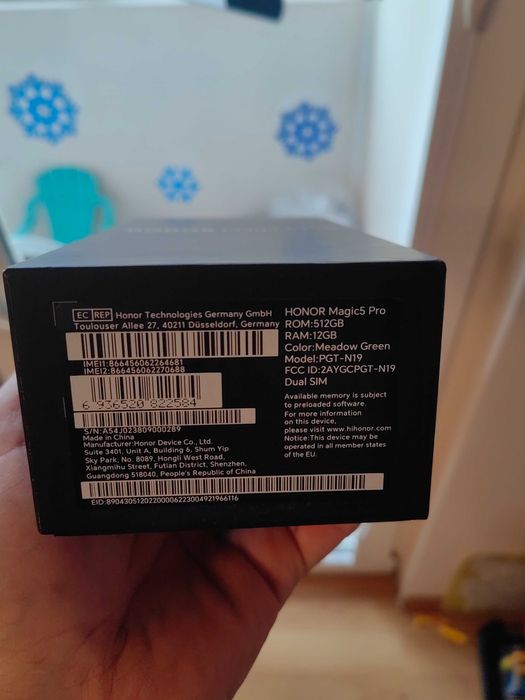 EC REP Honor Technologies Germany GmbH
Toulouser Allee 27, 40211 Düsseldorf, Germany
IMEI1:866456062264681
IMEI2:866456062270688
6 936520 822584
S/N:A54J023809000289
Made in China
Manufacturer:Honor Device Co., Ltd.
Suite 3401, Unit A, Building 6, Shum Yip
Sky Park, No. 8089, Hongli West Road,
Xiangmihu Street, Futian District, Shenzhen,
Guangdong 518040, People's Republic of China
EID:89043051202200006223004921966116
HONOR Magic5 Pro
ROM:512GB
RAM:12GB
Color:Meadow Green
Model:PGT-N19
FCC ID:2AYGCPGT-N19
Dual SIM
Available memory is subject
to preloaded software.
For more information
on this device,
please visit www.hihonor.com
Notice:This device may be
operated in all member states
of the EU.